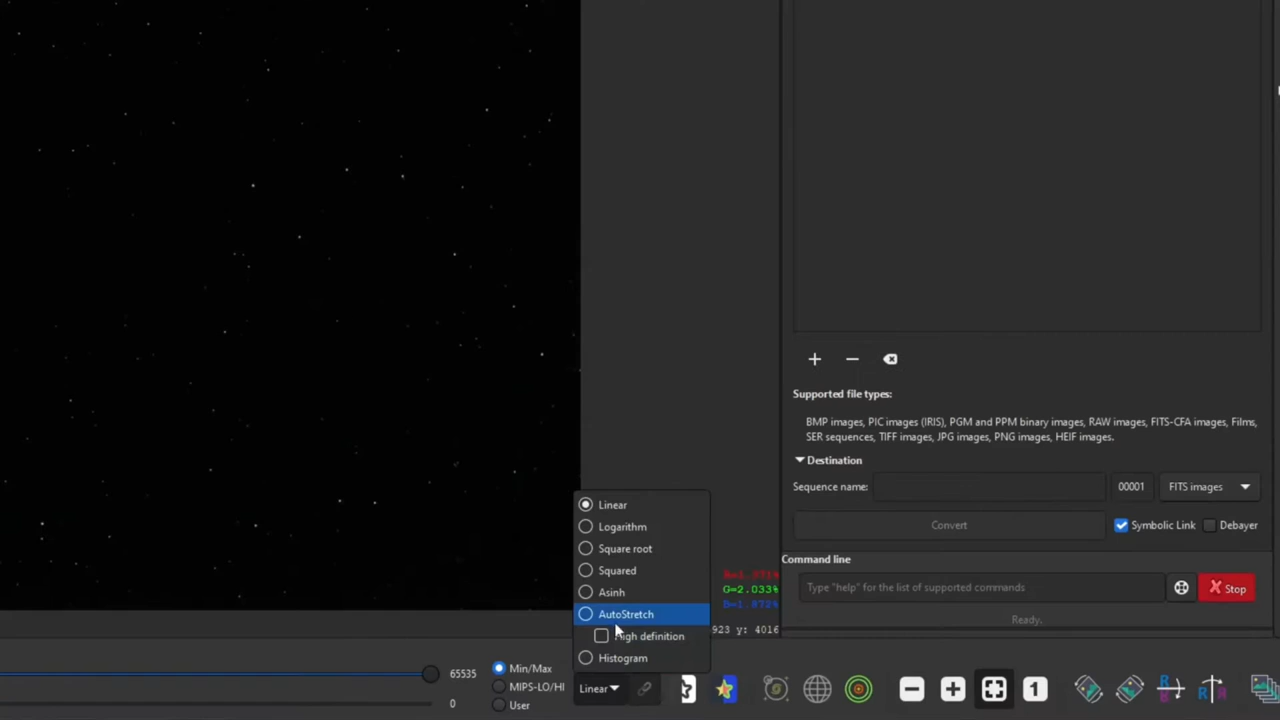 Supported file types:
BMP images, PIC images (IRIS), PGM and PPM binary images, RAW images, FITS-CFA images, Films,
SER sequences, TIFF images, JPG images, PNG images, HEIF images.
Destination
Sequence name:
00001
FITS images
Convert
Symbolic Link
Debayer
Command line
Type "help" for the list of supported commands
Stop
Ready.
Linear
Logarithm
Square root
Squared
Asinh
AutoStretch
High definition
Histogram
G=2.033%
923 y: 4016
65535
0
Min/Max
MIPS-LO/HI
User
Linear
1